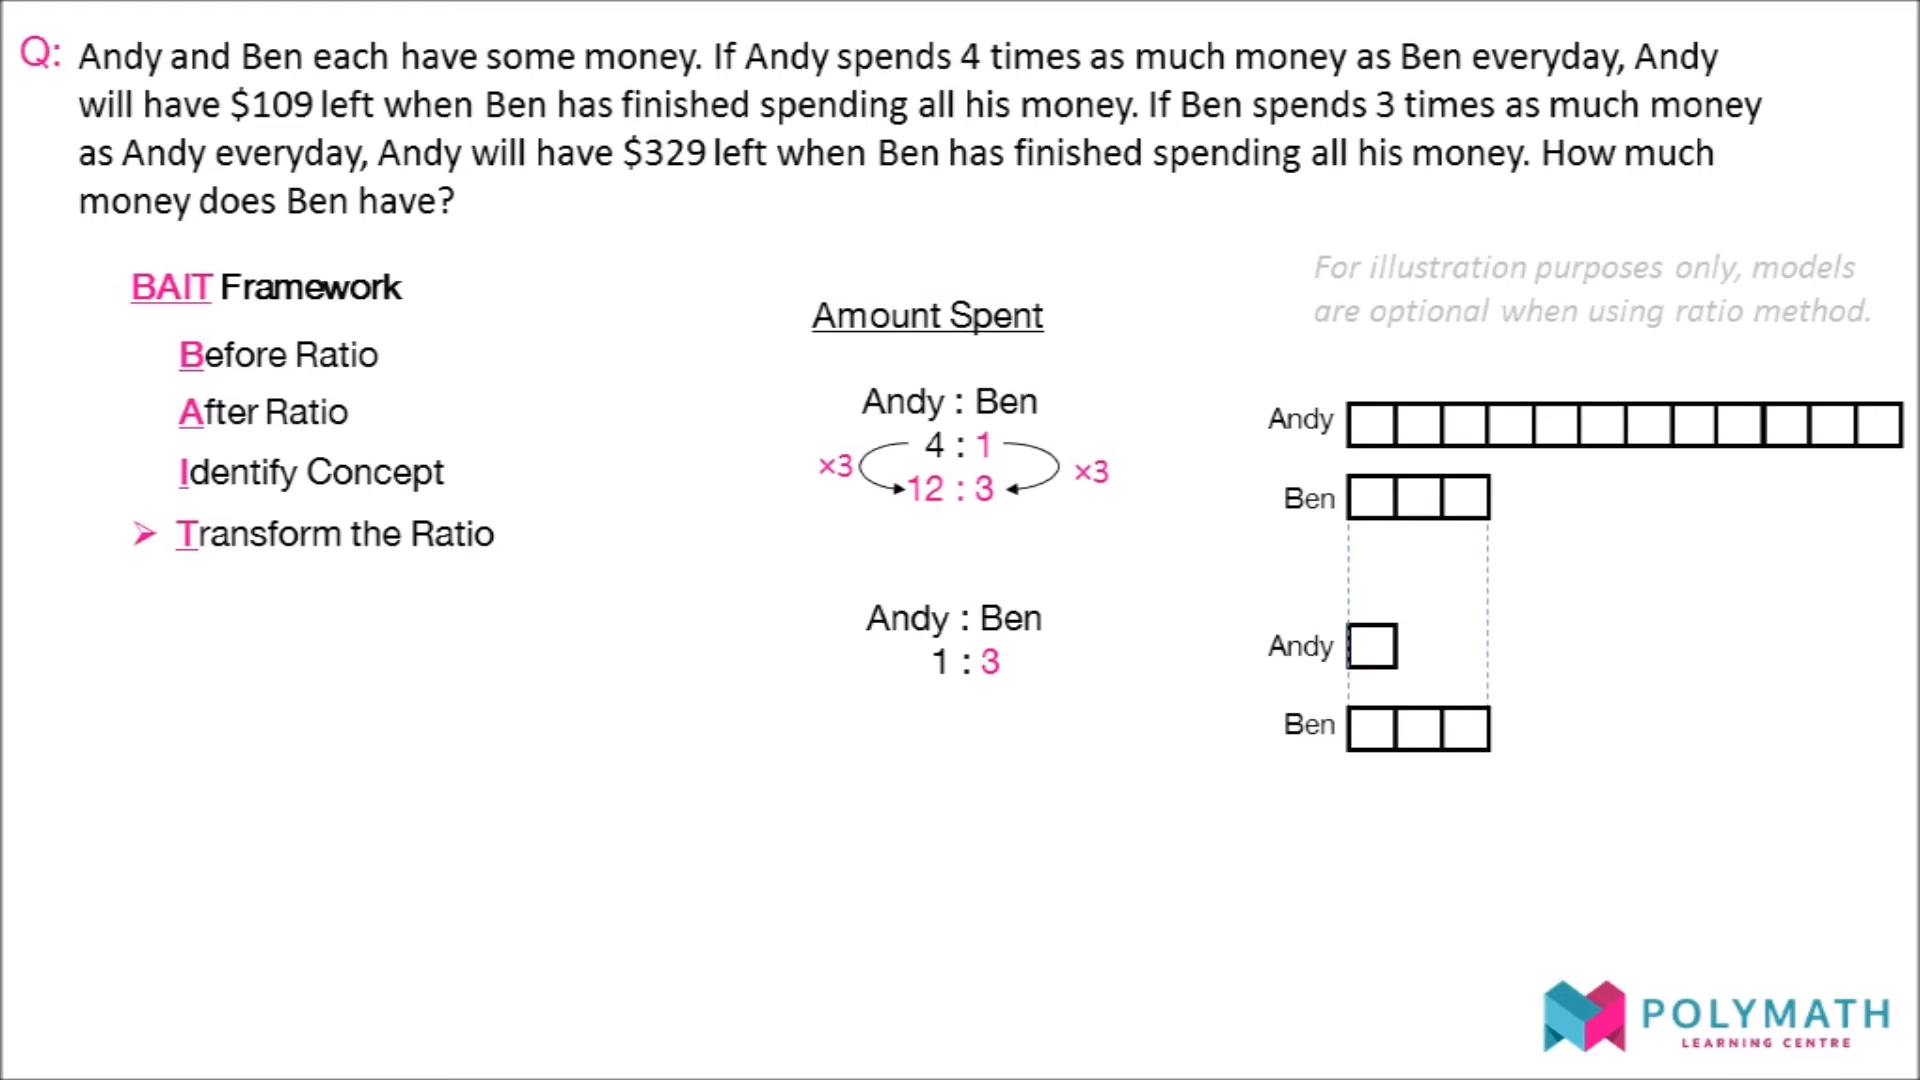 Q: Andy and Ben each have some money. If Andy spends 4 times as much money as Ben everyday, Andy
will have $109 left when Ben has finished spending all his money. If Ben spends 3 times as much money
as Andy everyday, Andy will have $329 left when Ben has finished spending all his money. How much
money does Ben have?
BAIT Framework
Before Ratio
After Ratio
Identify Concept
➢ Transform the Ratio
Amount Spent
Andy : Ben
4 : 1
×3 ×3
12 : 3
Andy : Ben
1 : 3
For illustration purposes only, models
are optional when using ratio method.
Andy
Ben
Andy
Ben
POLYMATH
LEARNING CENTRE